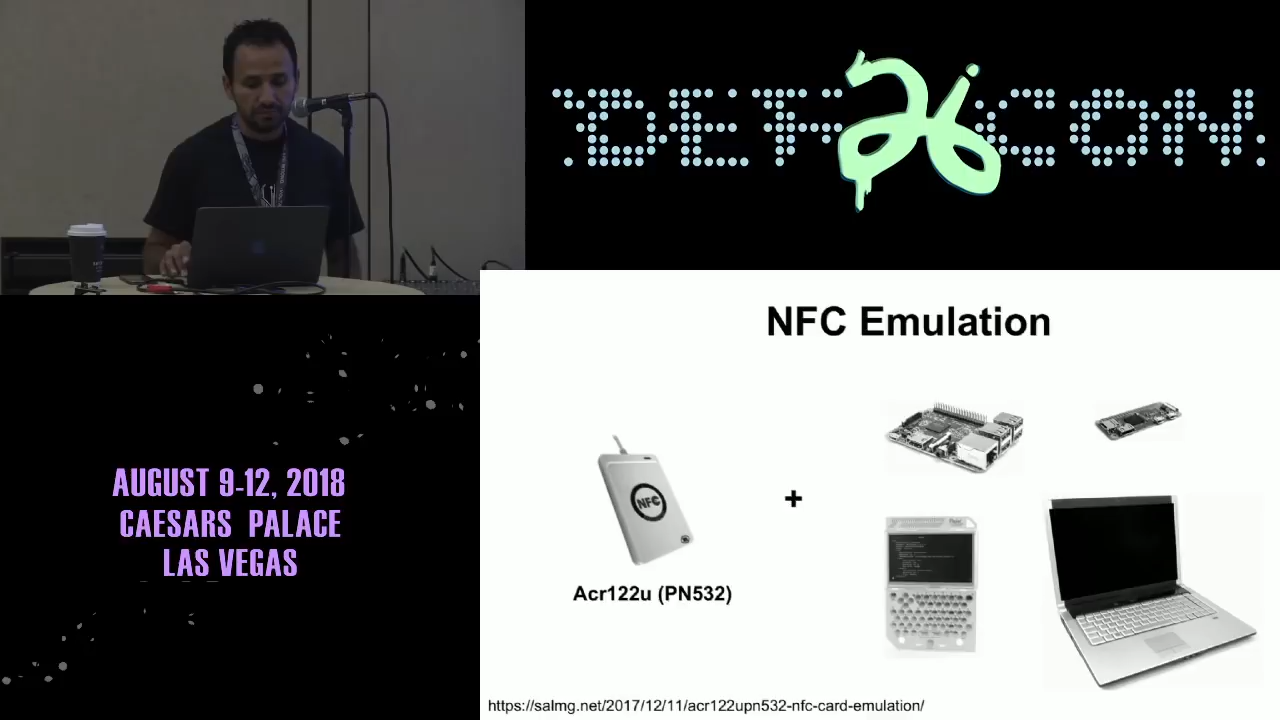 DEF CON
26
AUGUST 9-12, 2018
CAESARS PALACE
LAS VEGAS
NFC Emulation
NFC
+
Acr122u (PN532)
https://salmg.net/2017/12/11/acr122upn532-nfc-card-emulation/